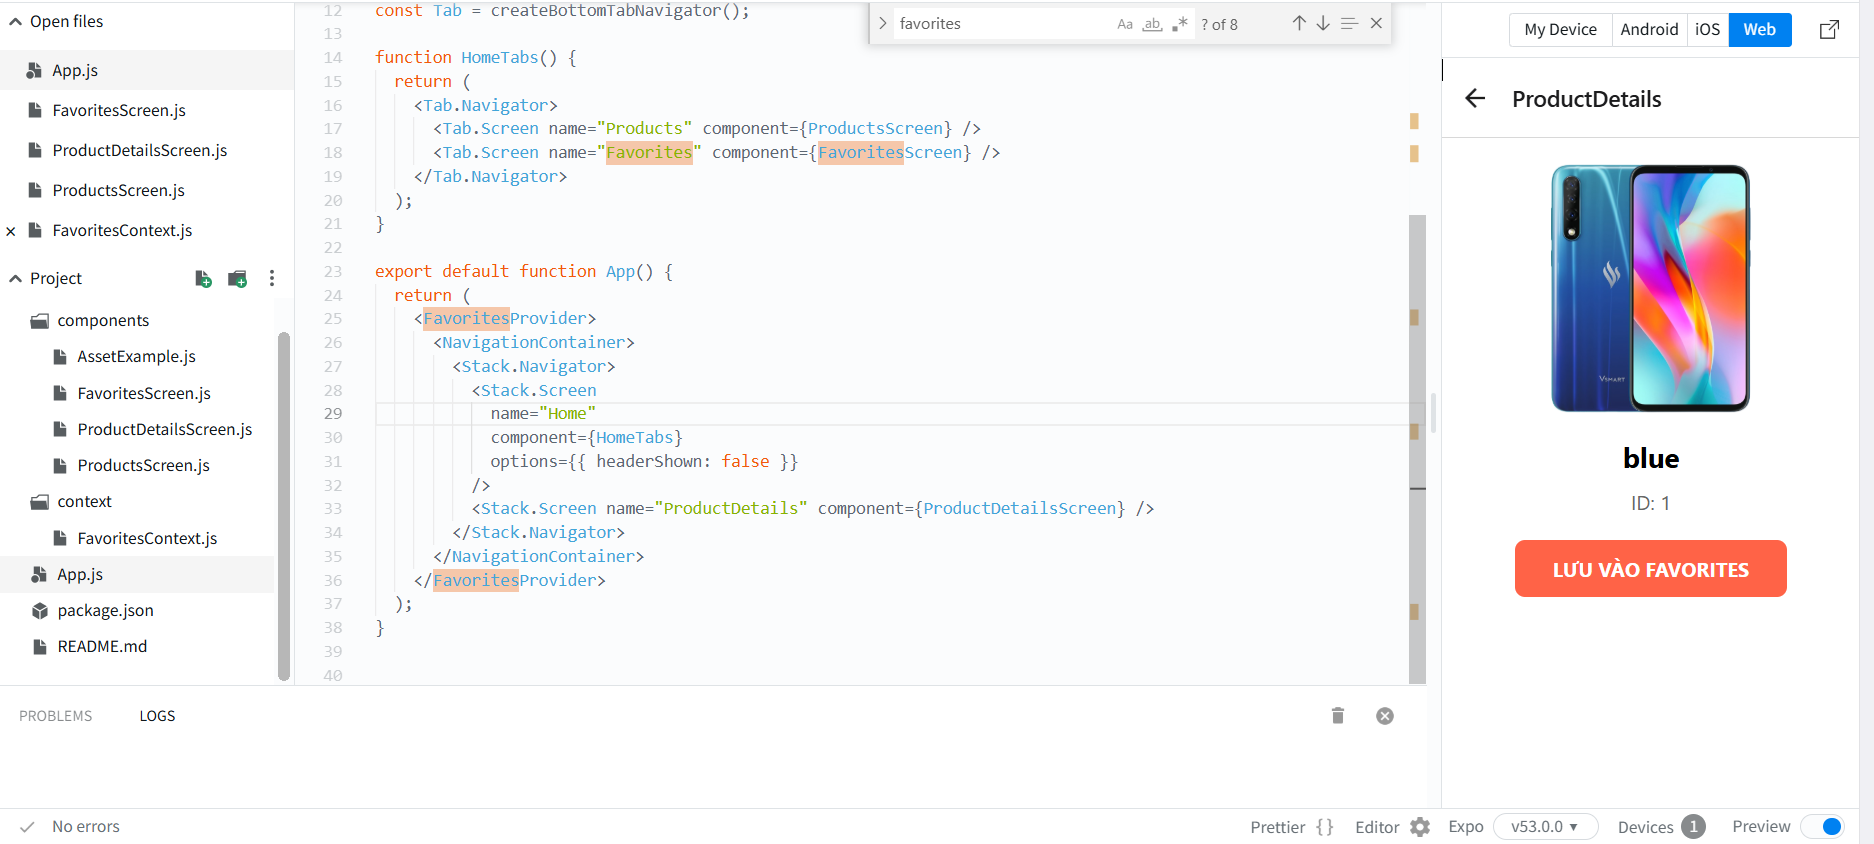 Open files
App.js
FavoritesScreen.js
ProductDetailsScreen.js
ProductsScreen.js
FavoritesContext.js
Project
components
AssetExample.js
FavoritesScreen.js
ProductDetailsScreen.js
ProductsScreen.js
context
FavoritesContext.js
App.js
package.json
README.md
12 const Tab = createBottomTabNavigator();
13
14 function HomeTabs() {
15 return (
16 <Tab.Navigator>
17 <Tab.Screen name="Products" component={ProductsScreen} />
18 <Tab.Screen name="Favorites" component={FavoritesScreen} />
19 </Tab.Navigator>
20 );
21 }
22
23 export default function App() {
24 return (
25 <FavoritesProvider>
26 <NavigationContainer>
27 <Stack.Navigator>
28 <Stack.Screen
29 name="Home"
30 component={HomeTabs}
31 options={{ headerShown: false }}
32 />
33 <Stack.Screen name="ProductDetails" component={ProductDetailsScreen} />
34 </Stack.Navigator>
35 </NavigationContainer>
36 </FavoritesProvider>
37 );
38 }
39
40
favorites Aa ab .* ? of 8
My Device Android iOS Web
ProductDetails
VSMART
blue
ID: 1
LƯU VÀO FAVORITES
PROBLEMS LOGS
No errors
Prettier {} Editor Expo v53.0.0 Devices 1 Preview